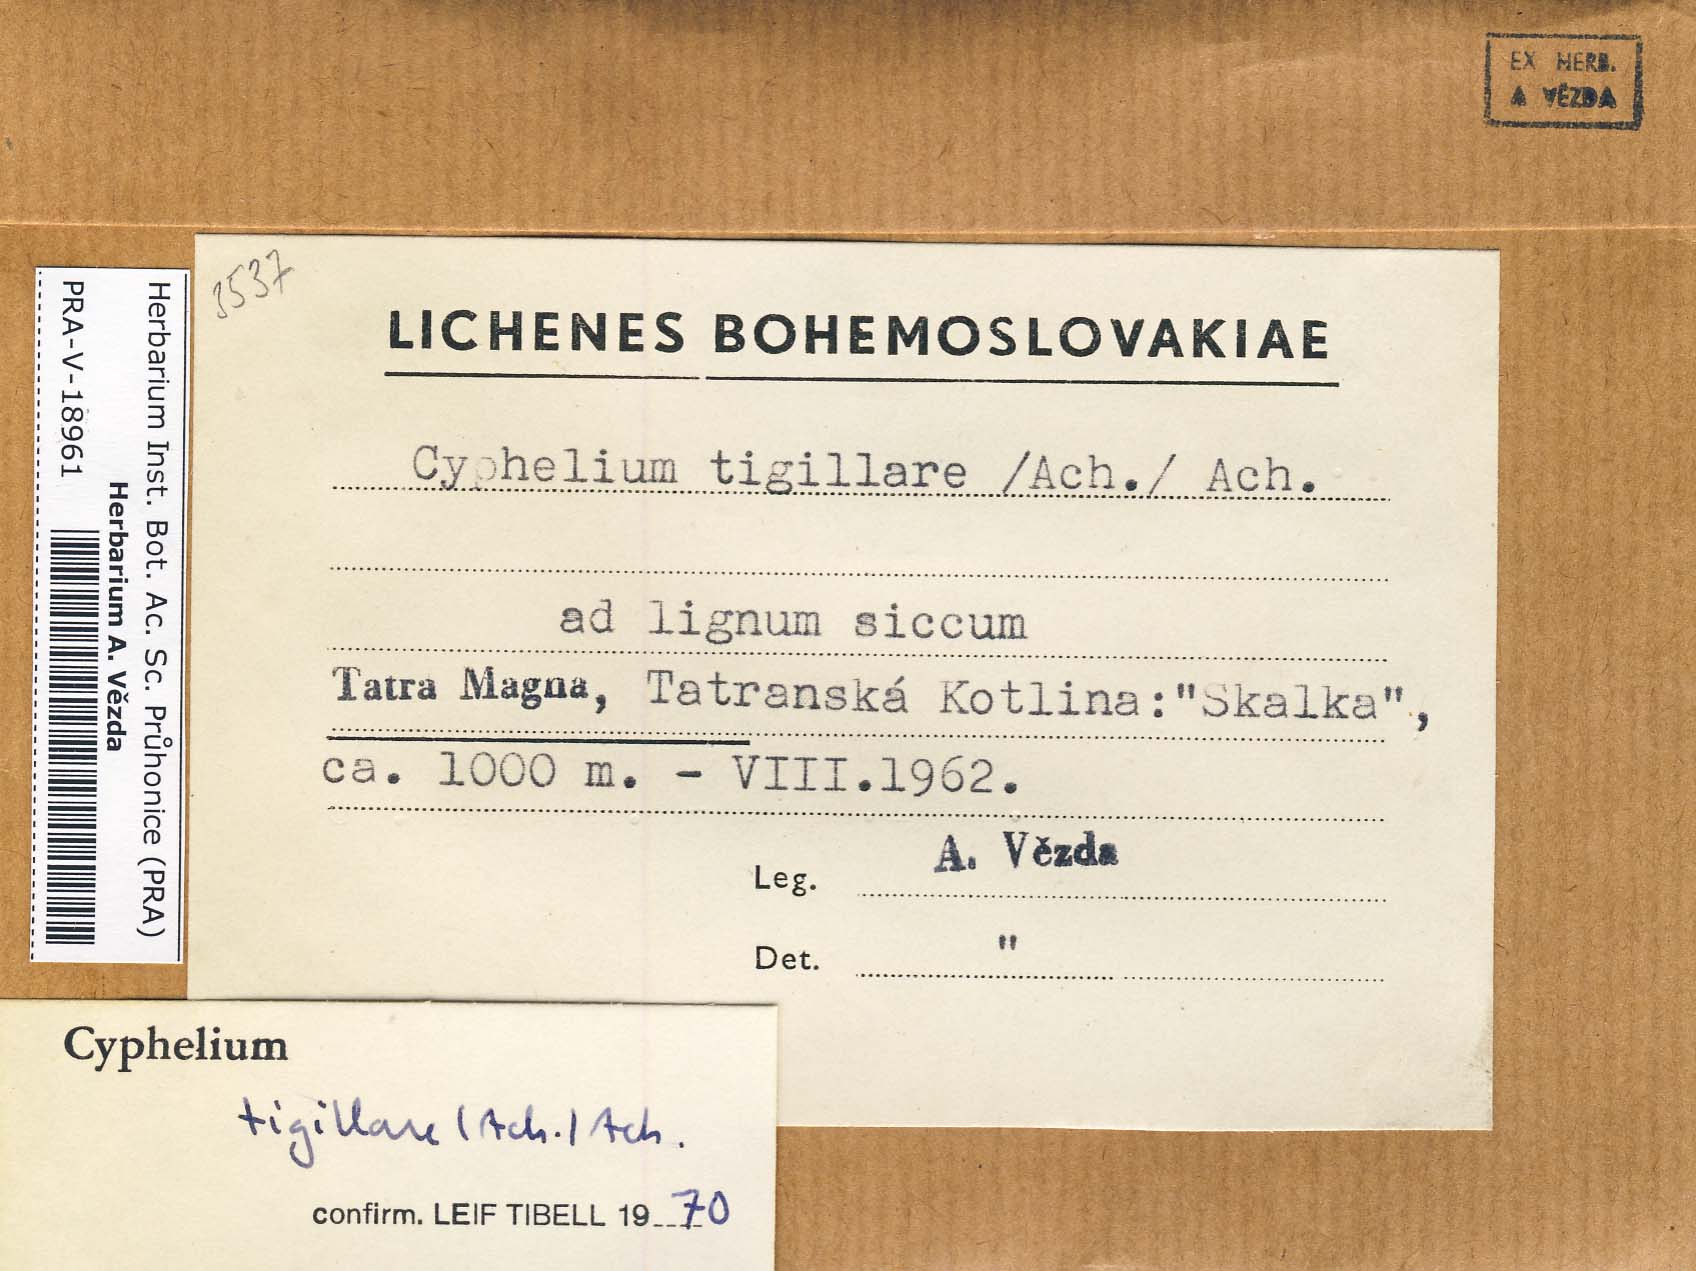 EX HERB.
A VĚZDA
3537
Herbarium Inst. Bot. Ac. Sc. Průhonice (PRA)
Herbarium A. Vězda
PRA-V-18961
LICHENES BOHEMOSLOVAKIAE
Cyphelium tigillare /Ach./ Ach.
ad lignum siccum
Tatra Magna, Tatranská Kotlina:"Skalka",
ca. 1000 m. - VIII.1962.
Leg. A. Vězda
Det. "
Cyphelium
tigillare (Ach.) Ach.
confirm. LEIF TIBELL 1970